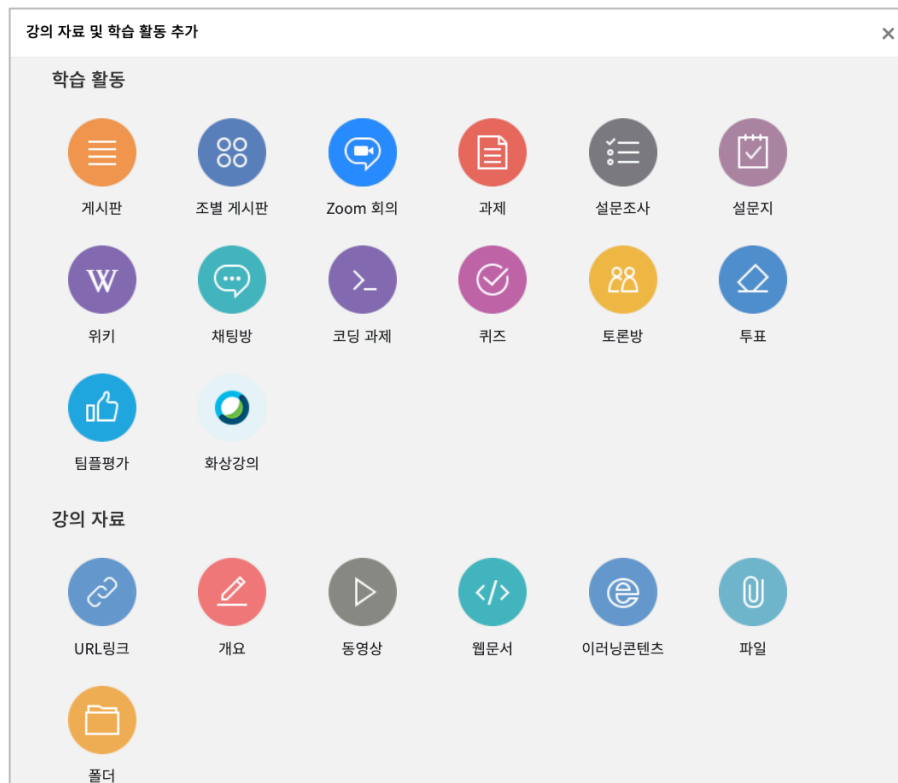 강의 자료 및 학습 활동 추가
학습 활동
게시판 조별 게시판 Zoom 회의 과제 설문조사 설문지
W
위키 채팅방 코딩 과제 퀴즈 토론방 투표
팀플평가 화상강의
강의 자료
URL링크 개요 동영상 웹문서 이러닝콘텐츠 파일
폴더